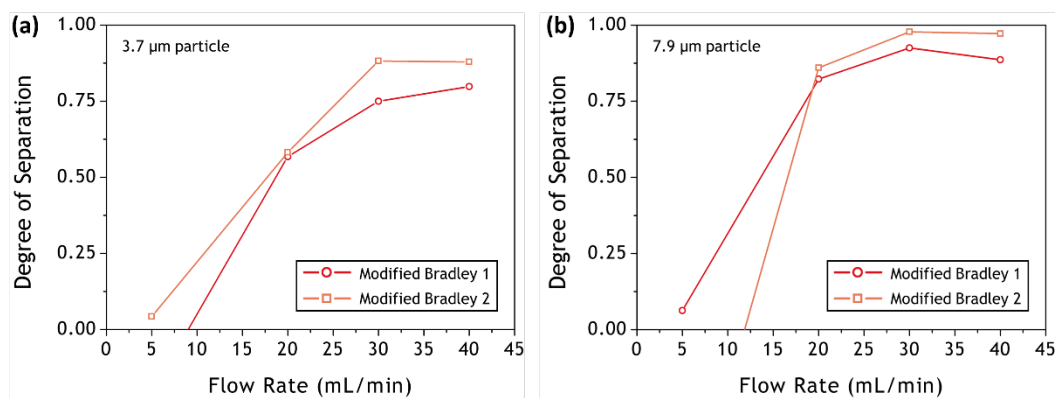 (a)
3.7 µm particle
Degree of Separation
1.00
0.75
0.50
0.25
0.00
Modified Bradley 1
Modified Bradley 2
0 5 10 15 20 25 30 35 40 45
Flow Rate (mL/min)
(b)
7.9 µm particle
Degree of Separation
1.00
0.75
0.50
0.25
0.00
Modified Bradley 1
Modified Bradley 2
0 5 10 15 20 25 30 35 40 45
Flow Rate (mL/min)